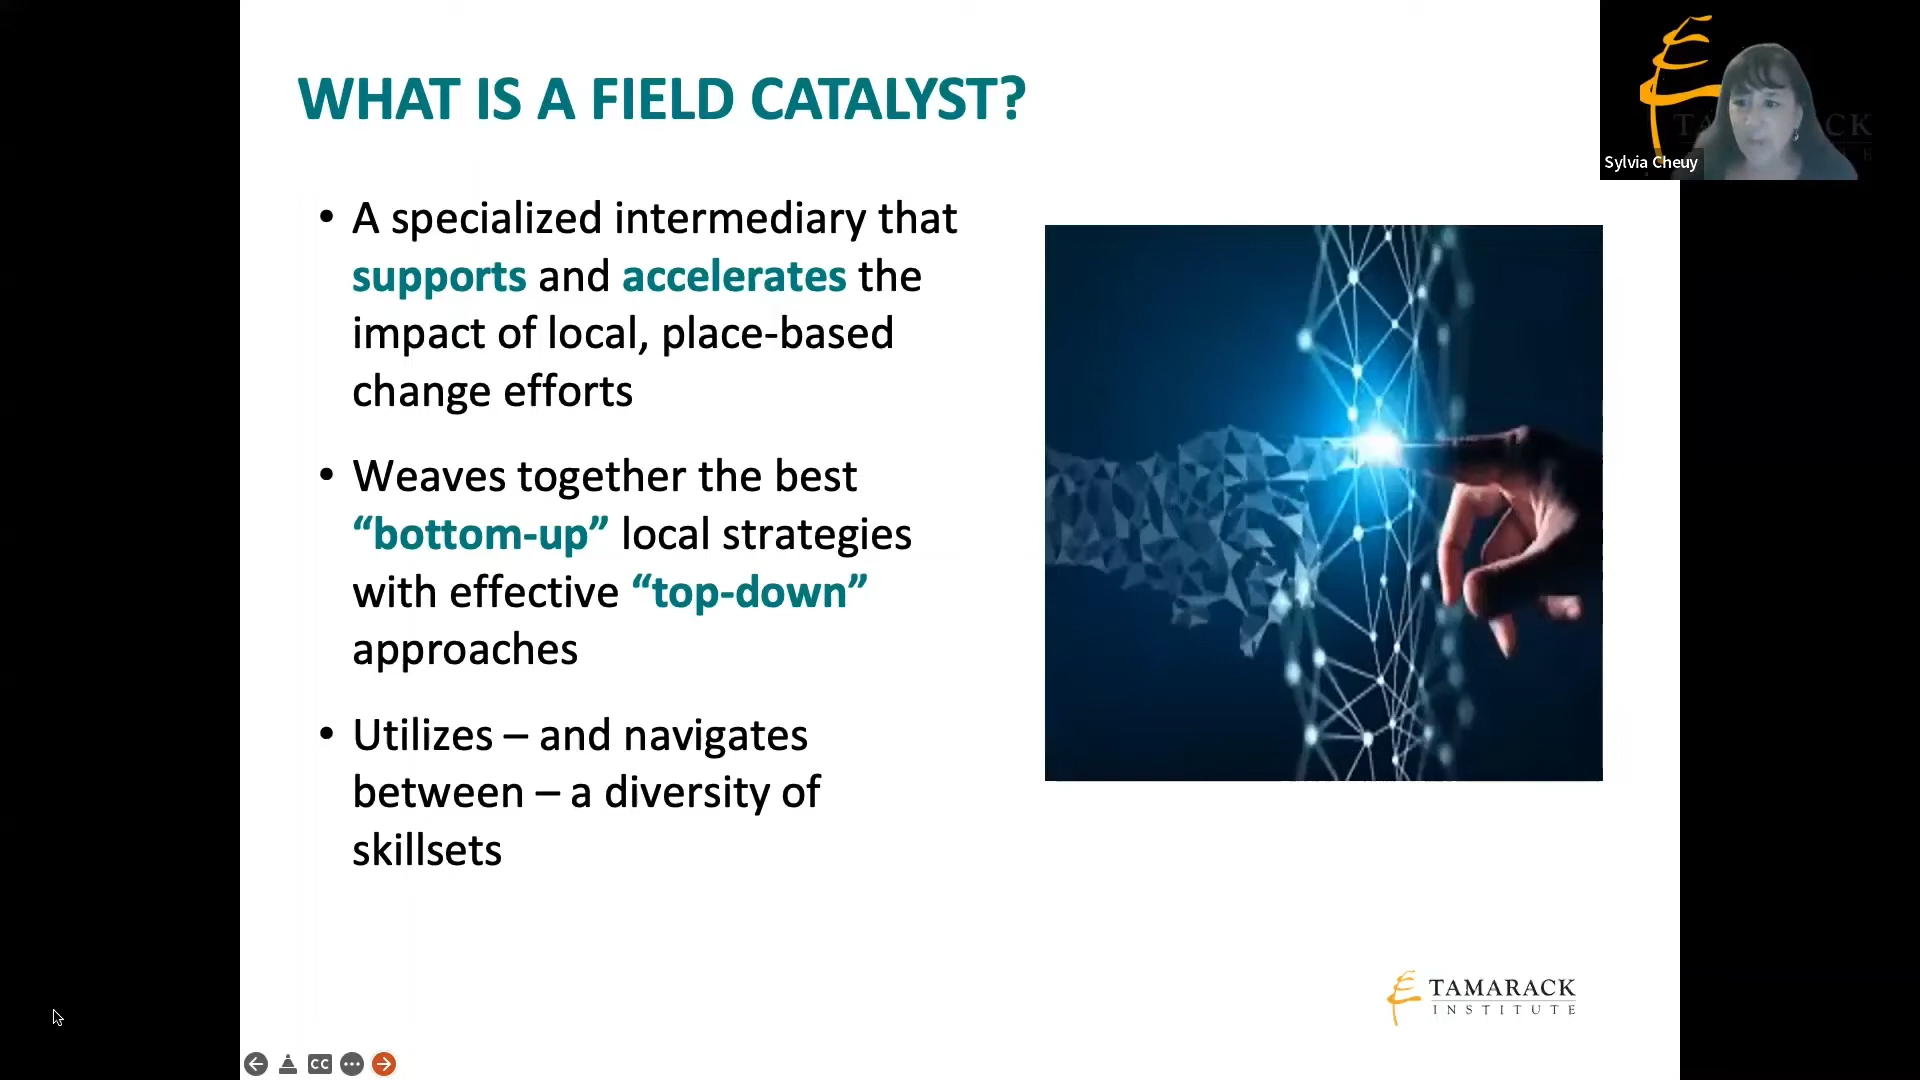 WHAT IS A FIELD CATALYST?
• A specialized intermediary that
supports and accelerates the
impact of local, place-based
change efforts
• Weaves together the best
“bottom-up” local strategies
with effective “top-down”
approaches
• Utilizes – and navigates
between – a diversity of
skillsets
Sylvia Cheuy
TAMARACK
INSTITUTE
CC